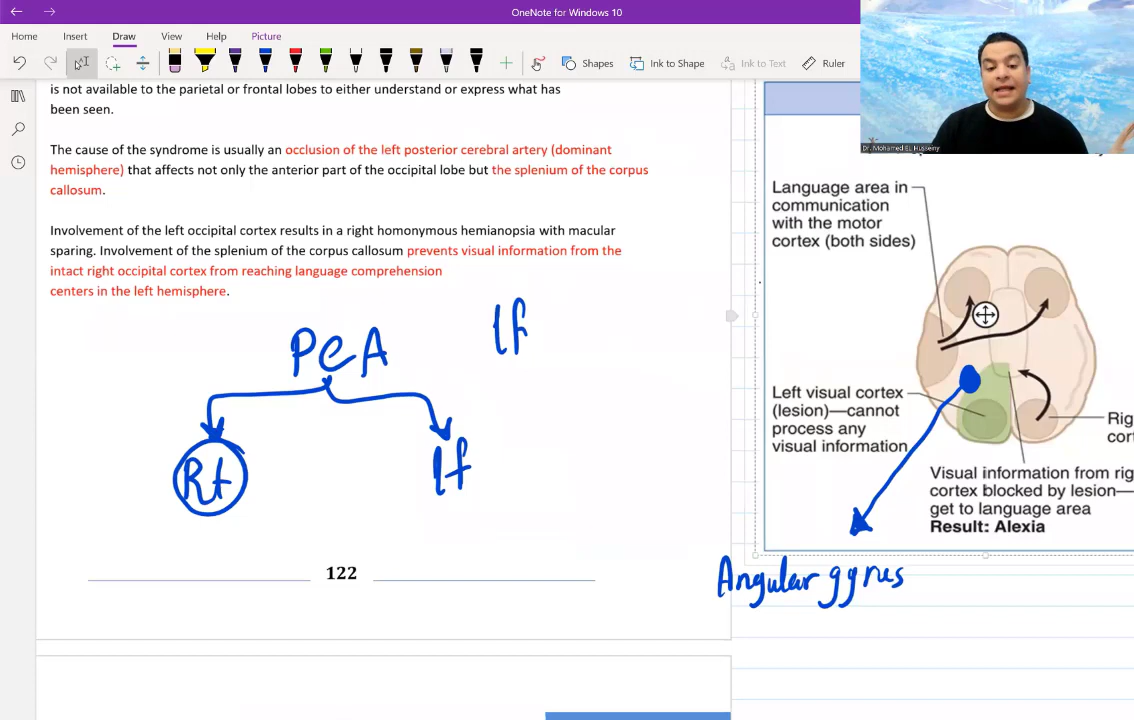 OneNote for Windows 10
Home Insert Draw View Help Picture
Shapes Ink to Shape Ink to Text Ruler
Dr. Mohamed EL Husseiny
is not available to the parietal or frontal lobes to either understand or express what has
been seen.
The cause of the syndrome is usually an occlusion of the left posterior cerebral artery (dominant
hemisphere) that affects not only the anterior part of the occipital lobe but the splenium of the corpus
callosum.
Involvement of the left occipital cortex results in a right homonymous hemianopsia with macular
sparing. Involvement of the splenium of the corpus callosum prevents visual information from the
intact right occipital cortex from reaching language comprehension
centers in the left hemisphere.
lf
PCA
Rt lf
122
Language area in
communication
with the motor
cortex (both sides)
Left visual cortex
(lesion)—cannot
process any
visual information
Rig
cort
Visual information from rig
cortex blocked by lesion—
get to language area
Result: Alexia
Angular gyrus